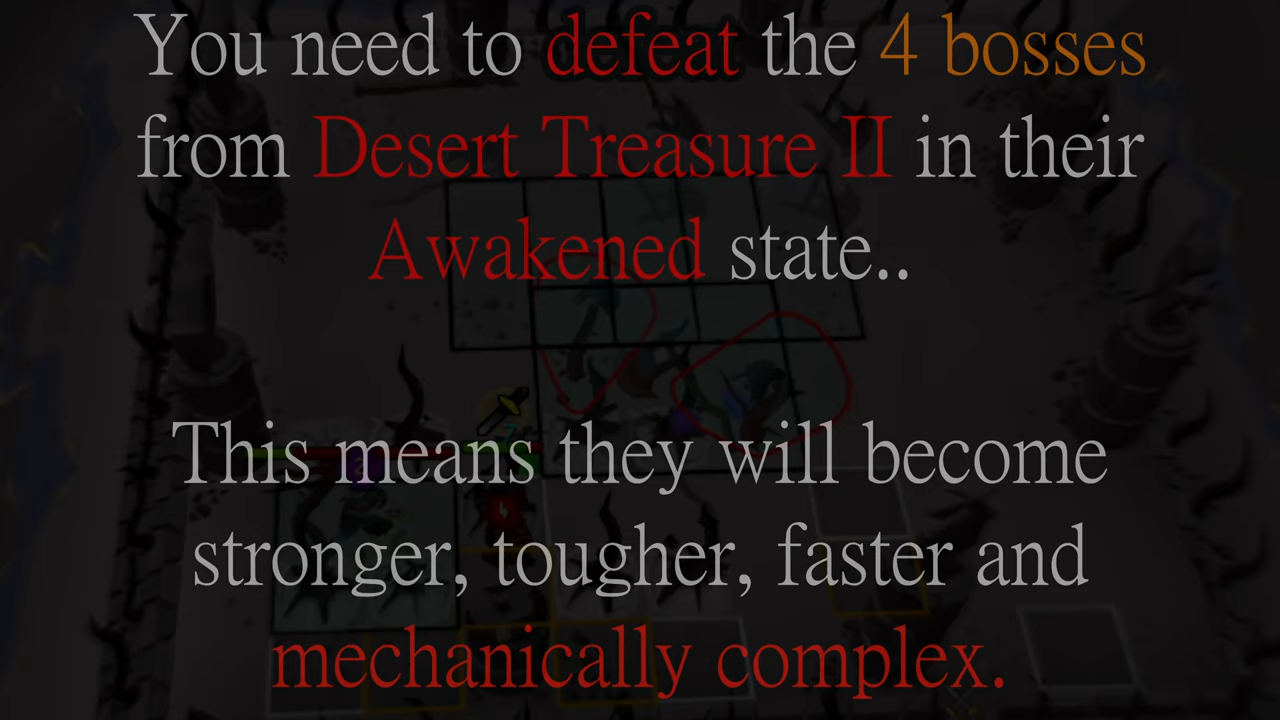 You need to defeat the 4 bosses
from Desert Treasure II in their
Awakened state..
This means they will become
stronger, tougher, faster and
mechanically complex.